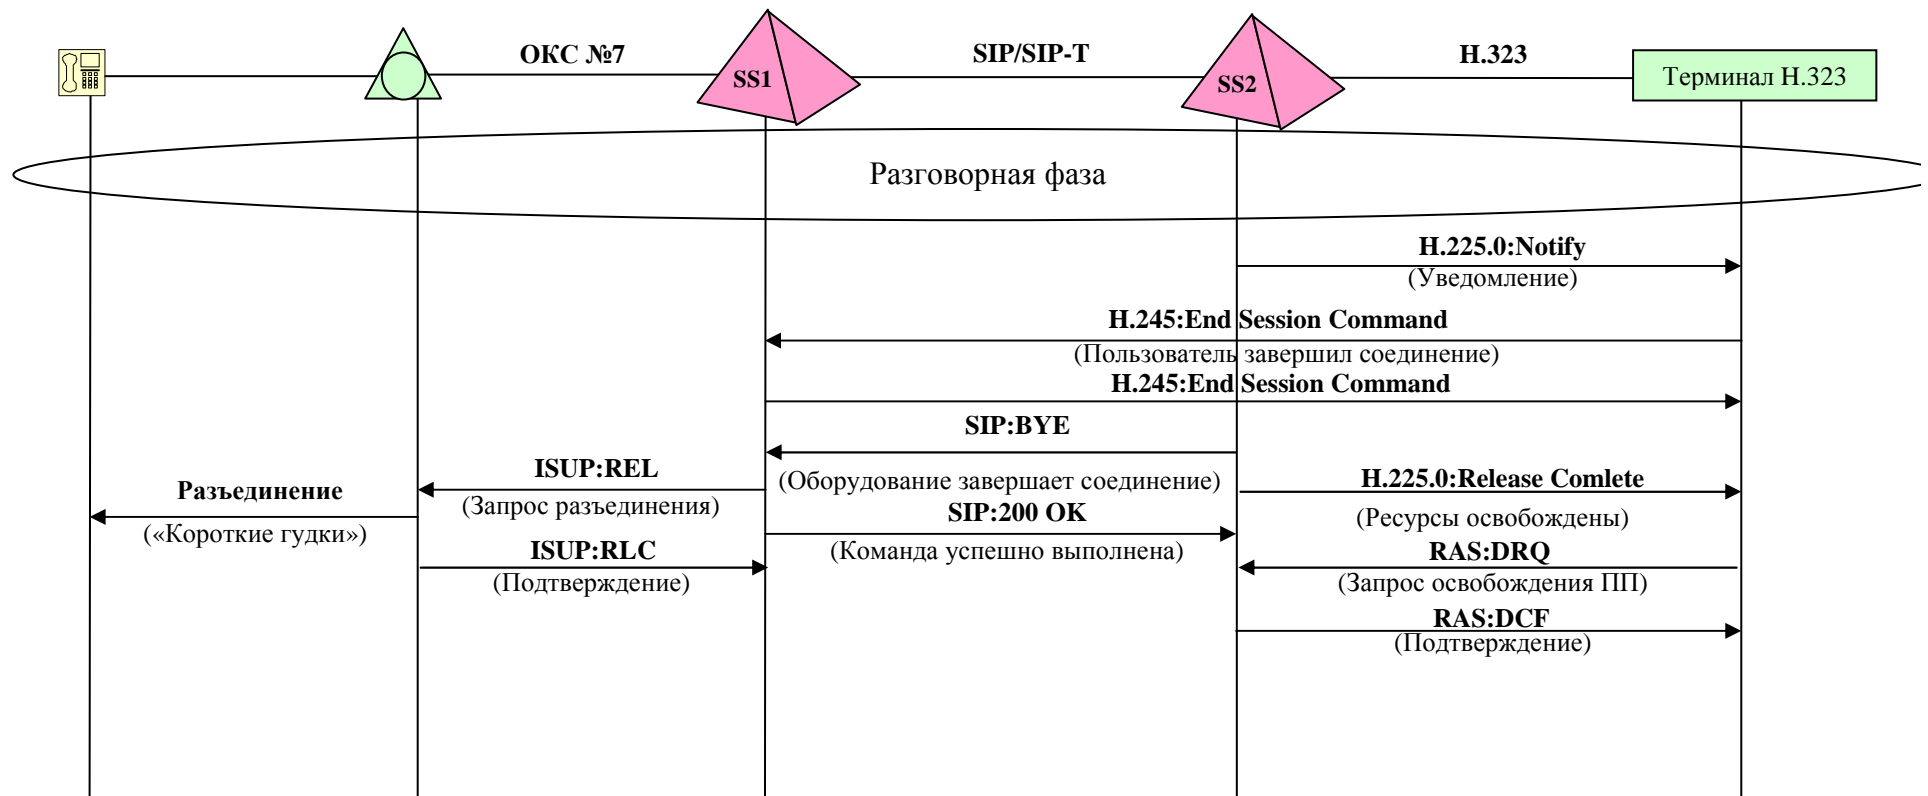 ОКС №7
SIP/SIP-T
H.323
SS1
SS2
Терминал H.323
Разговорная фаза
H.225.0:Notify
(Уведомление)
H.245:End Session Command
(Пользователь завершил соединение)
H.245:End Session Command
SIP:BYE
(Оборудование завершает соединение)
ISUP:REL
(Запрос разъединения)
H.225.0:Release Comlete
(Ресурсы освобождены)
Разъединение
(«Короткие гудки»)
SIP:200 OK
(Команда успешно выполнена)
ISUP:RLC
(Подтверждение)
RAS:DRQ
(Запрос освобождения ПП)
RAS:DCF
(Подтверждение)